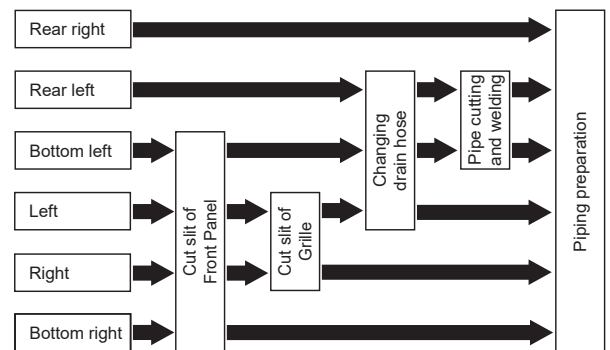 Rear right
Rear left
Bottom left
Left
Right
Bottom right
Cut slit of
Front Panel
Cut slit of
Grille
Changing
drain hose
Pipe cutting
and welding
Piping preparation